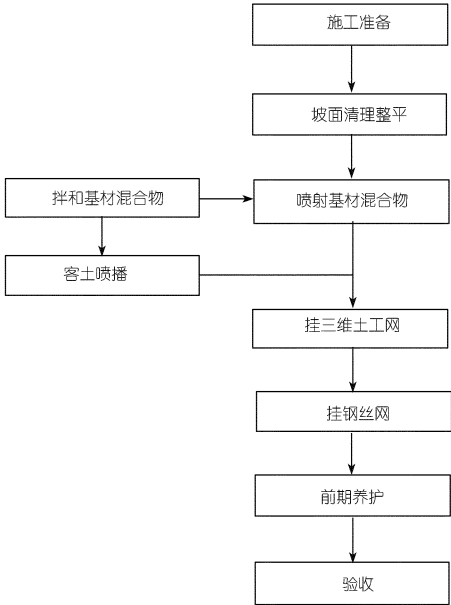 施工准备
坡面清理整平
拌和基材混合物
喷射基材混合物
客土喷播
挂三维土工网
挂钢丝网
前期养护
验收